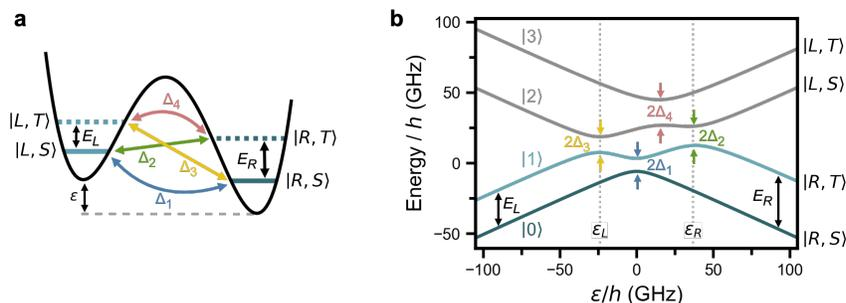 a
|L, T⟩
E_L
|L, S⟩
ε
Δ₄
Δ₂
Δ₃
Δ₁
|R, T⟩
E_R
|R, S⟩
b
Energy / h (GHz)
100
50
0
−50
|3⟩
|2⟩
|1⟩
|0⟩
2Δ₄
2Δ₃
2Δ₂
2Δ₁
E_L
E_R
ε_L
ε_R
|L, T⟩
|L, S⟩
|R, T⟩
|R, S⟩
−100
−50
0
50
100
ε/h (GHz)